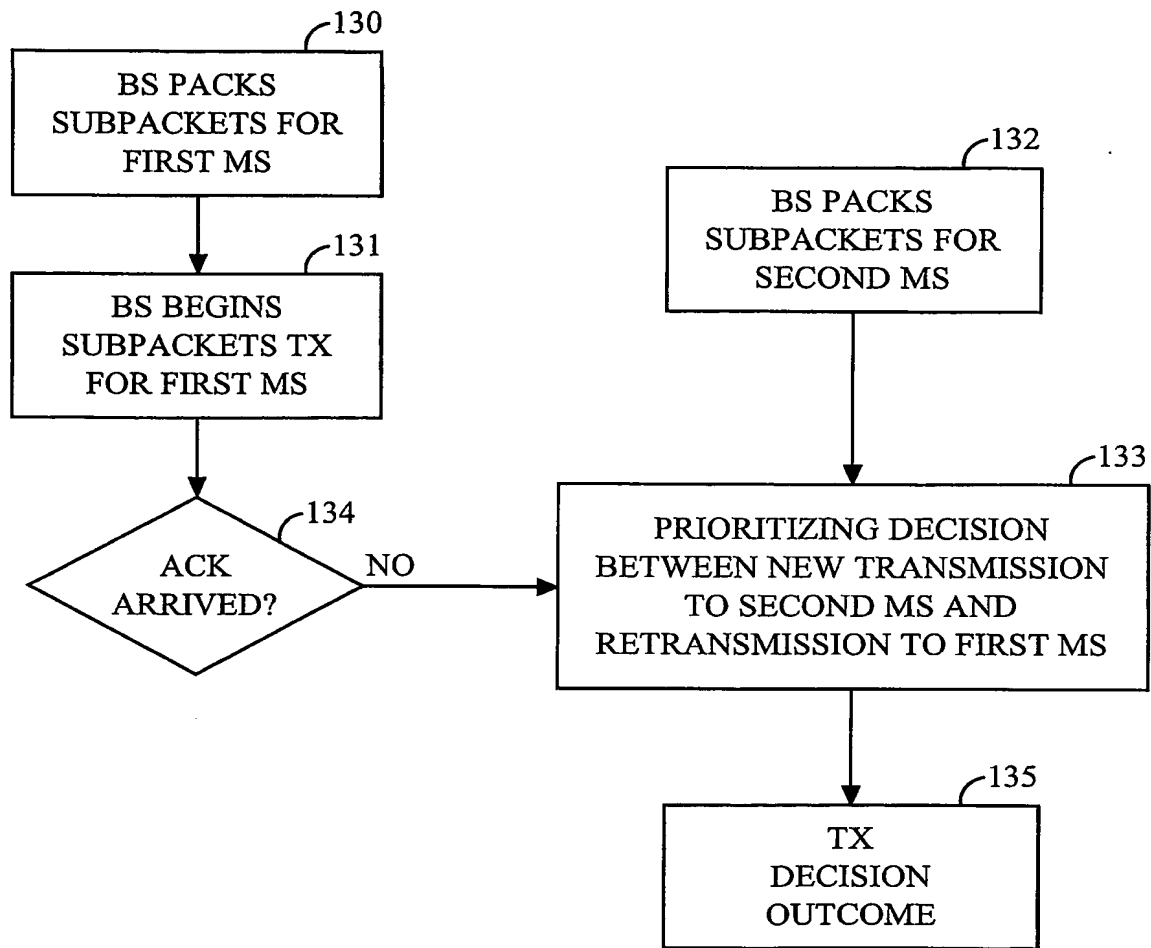 130
BS PACKS
SUBPACKETS FOR
FIRST MS
131
BS BEGINS
SUBPACKETS TX
FOR FIRST MS
132
BS PACKS
SUBPACKETS FOR
SECOND MS
134
ACK
ARRIVED?
NO
133
PRIORITIZING DECISION
BETWEEN NEW TRANSMISSION
TO SECOND MS AND
RETRANSMISSION TO FIRST MS
135
TX
DECISION
OUTCOME